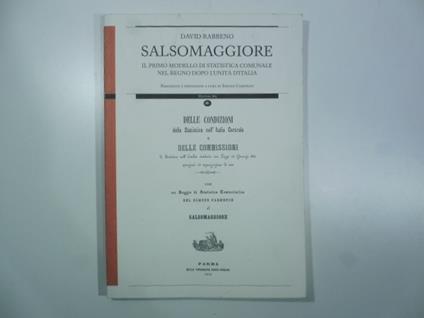 DAVID RABBENO
SALSOMAGGIORE
IL PRIMO MODELLO DI STATISTICA COMUNALE
NEL REGNO DOPO L'UNITÀ D'ITALIA
DELLE CONDIZIONI
della Statistica nell' Italia Centrale
E
DELLE COMMISSIONI
CON
un Saggio di Statistica
DEL COMUNE PARMENSE
di
SALSOMAGGIORE
PARMA